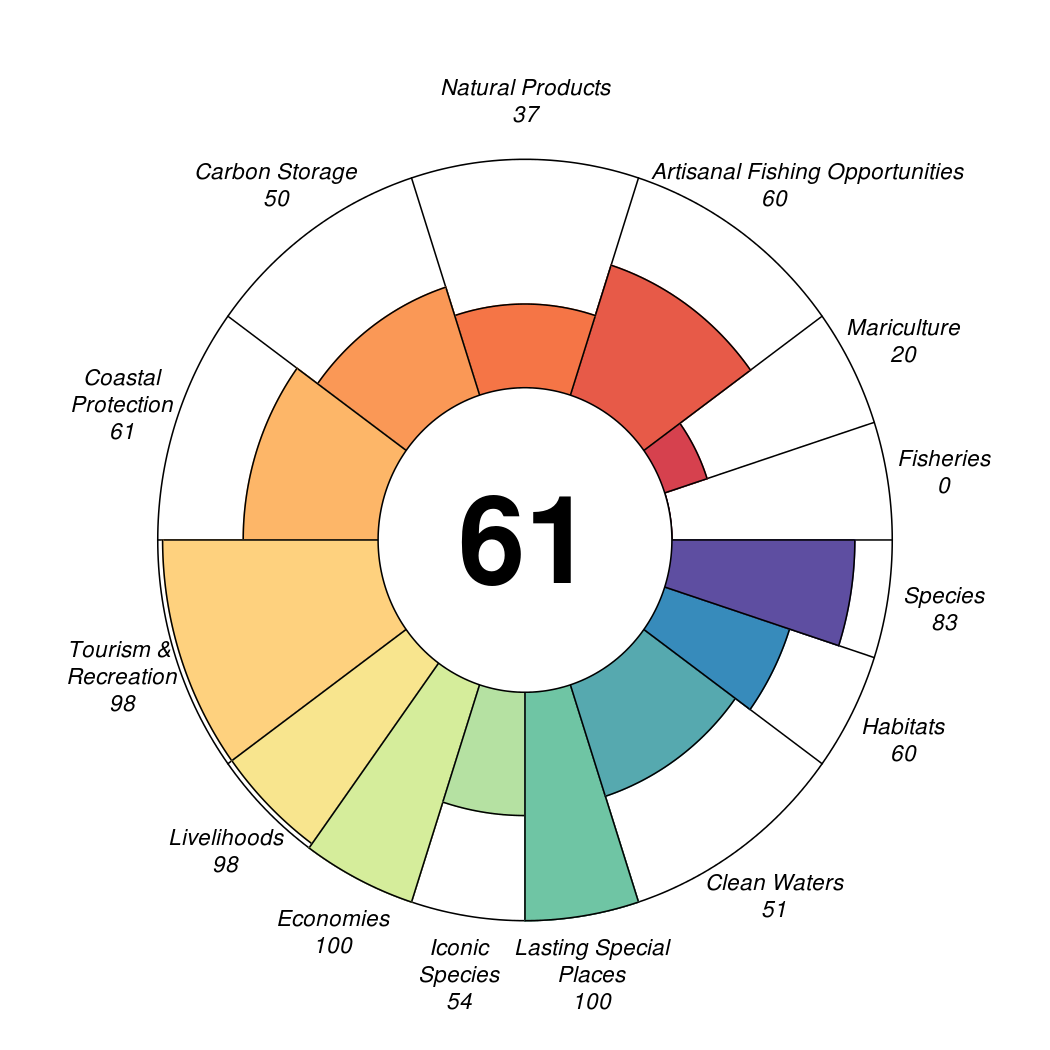 Natural Products
37
Artisanal Fishing Opportunities
60
Mariculture
20
Fisheries
0
Species
83
Habitats
60
Clean Waters
51
Lasting Special
Places
100
Iconic
Species
54
Economies
100
Livelihoods
98
Tourism &
Recreation
98
Coastal
Protection
61
Carbon Storage
50
61